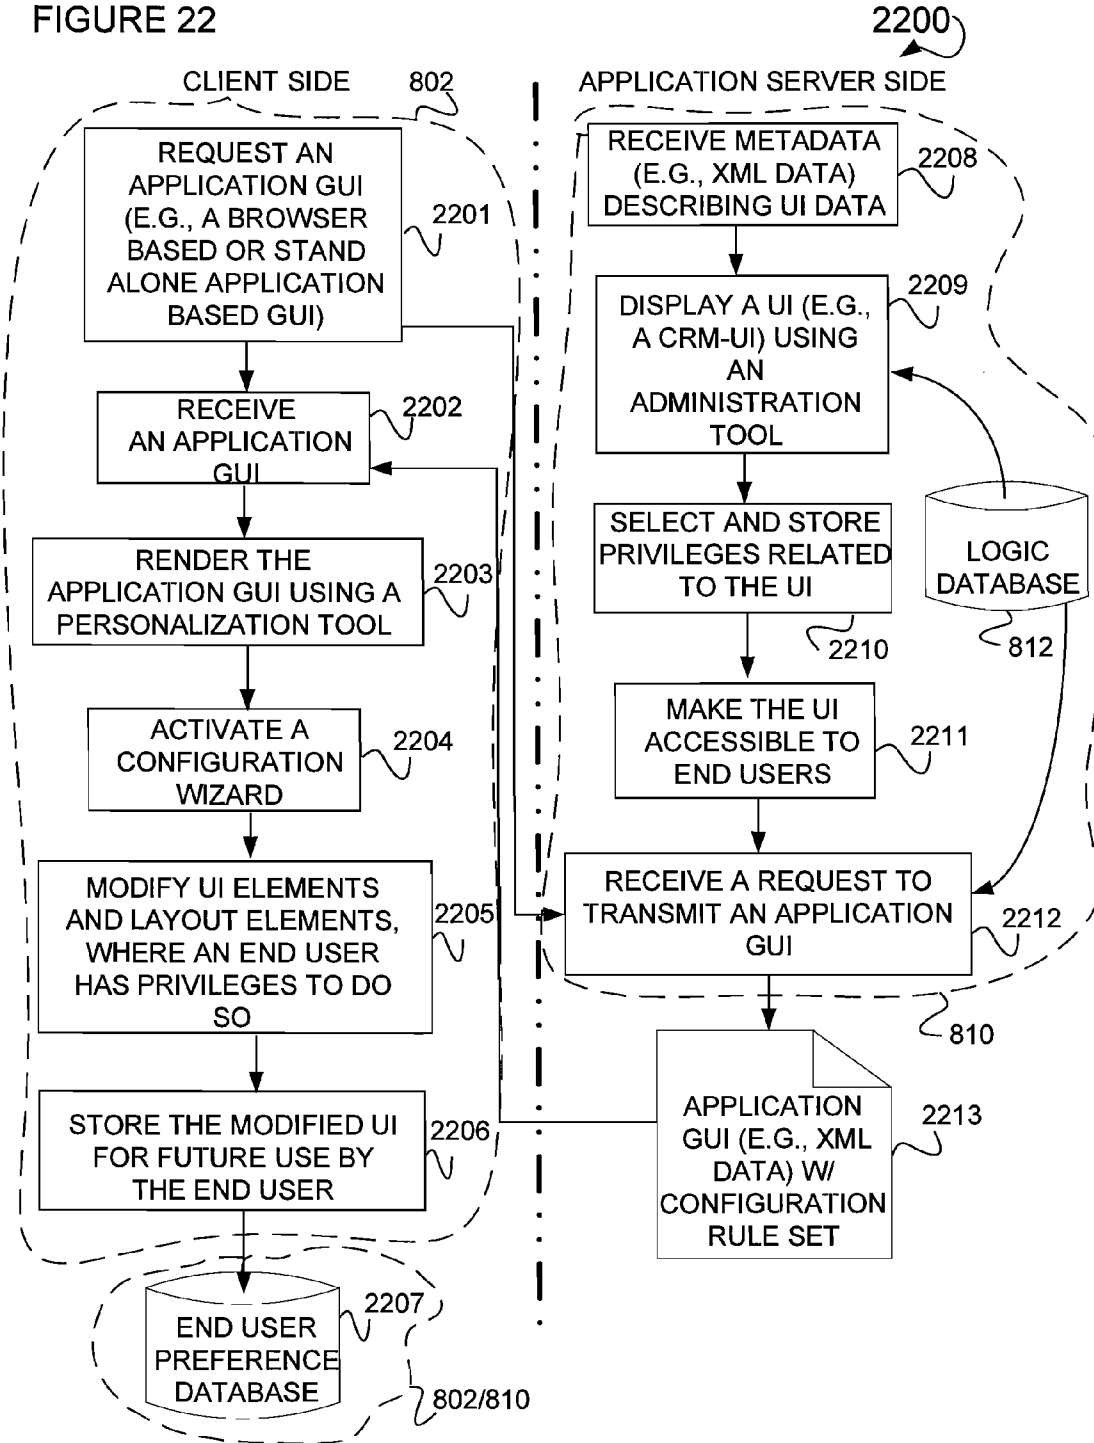 FIGURE 22
2200
CLIENT SIDE
802
APPLICATION SERVER SIDE
REQUEST AN
APPLICATION GUI
(E.G., A BROWSER
BASED OR STAND
ALONE APPLICATION
BASED GUI)
2201
RECEIVE
AN APPLICATION
GUI
2202
RENDER THE
APPLICATION GUI USING A
PERSONALIZATION TOOL
2203
ACTIVATE A
CONFIGURATION
WIZARD
2204
MODIFY UI ELEMENTS
AND LAYOUT ELEMENTS,
WHERE AN END USER
HAS PRIVILEGES TO DO
SO
2205
STORE THE MODIFIED UI
FOR FUTURE USE BY
THE END USER
2206
END USER
PREFERENCE
DATABASE
2207
802/810
RECEIVE METADATA
(E.G., XML DATA)
DESCRIBING UI DATA
2208
DISPLAY A UI (E.G.,
A CRM-UI) USING
AN
ADMINISTRATION
TOOL
2209
SELECT AND STORE
PRIVILEGES RELATED
TO THE UI
2210
LOGIC
DATABASE
812
MAKE THE UI
ACCESSIBLE TO
END USERS
2211
RECEIVE A REQUEST TO
TRANSMIT AN APPLICATION
GUI
2212
810
APPLICATION
GUI (E.G., XML
DATA) W/
CONFIGURATION
RULE SET
2213